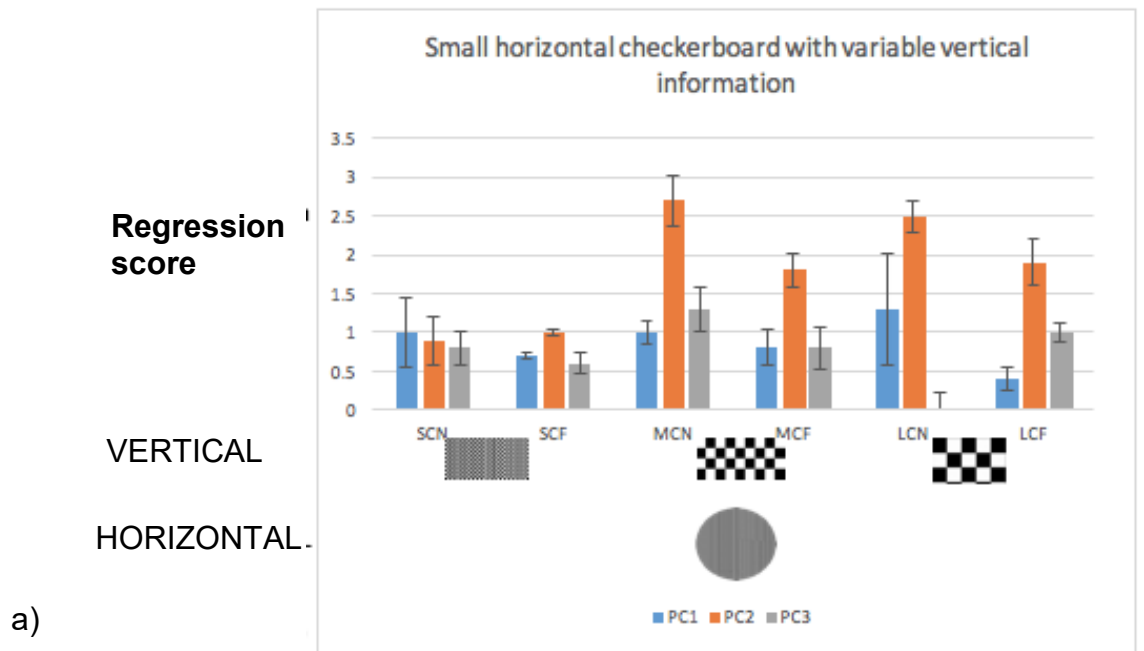 Small horizontal checkerboard with variable vertical
information
3.5
3
2.5
2
1.5
1
0.5
0
Regression
score
SCN SCF MCN MCF LCN LCF
VERTICAL
HORIZONTAL
PC1 PC2 PC3
a)